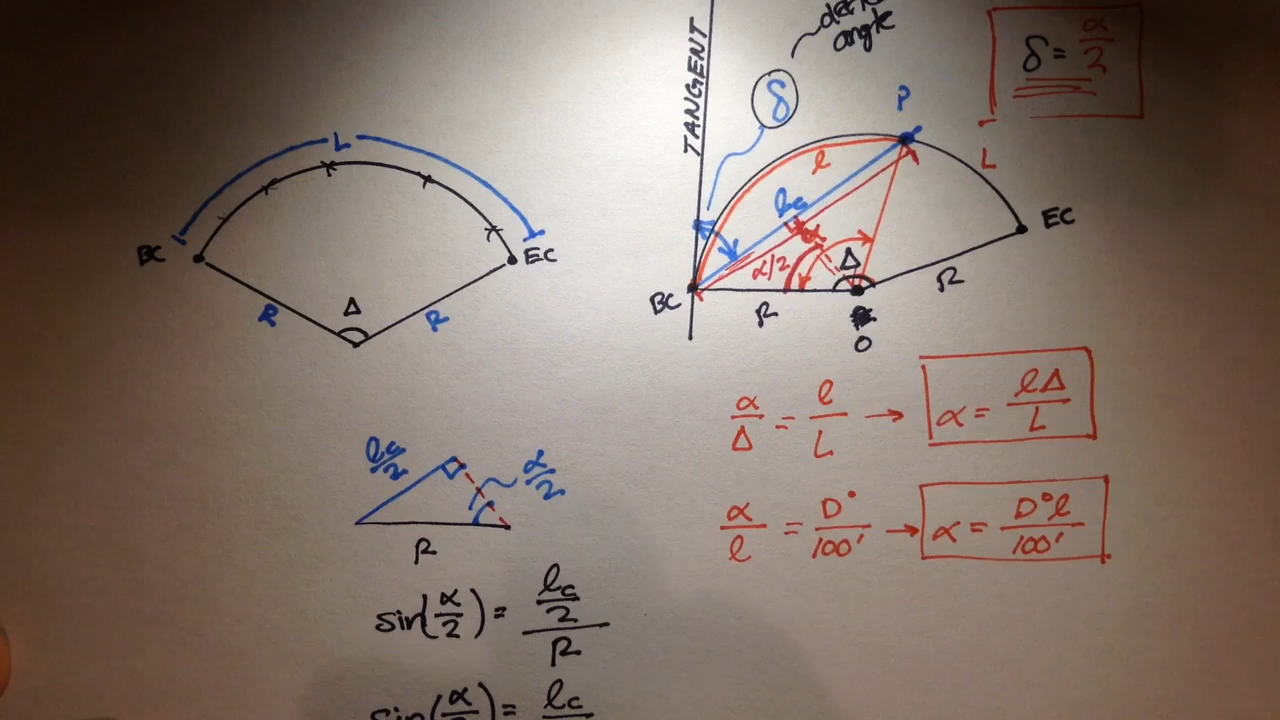 L
BC
EC
R
Δ
R
lc/2
α/2
R
sin(α/2) = (lc/2)/R
TANGENT
δ
angle
δ = α/2
P
L
l
lc
α
α/2
Δ
BC
EC
R
R
O
α/Δ = l/L → α = lΔ/L
α/l = D°/100' → α = D°l/100'